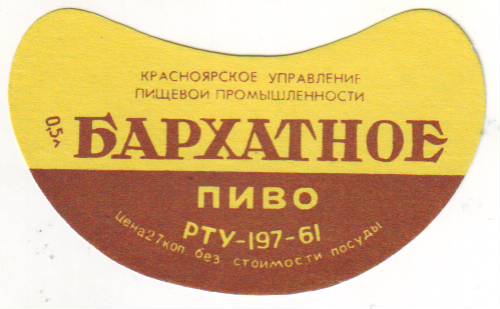 КРАСНОЯРСКОЕ УПРАВЛЕНИЕ
ПИЩЕВОЙ ПРОМЫШЛЕННОСТИ
0,5л
БАРХАТНОЕ
ПИВО
РТУ-197-61
Цена 27 коп. без стоимости посуды